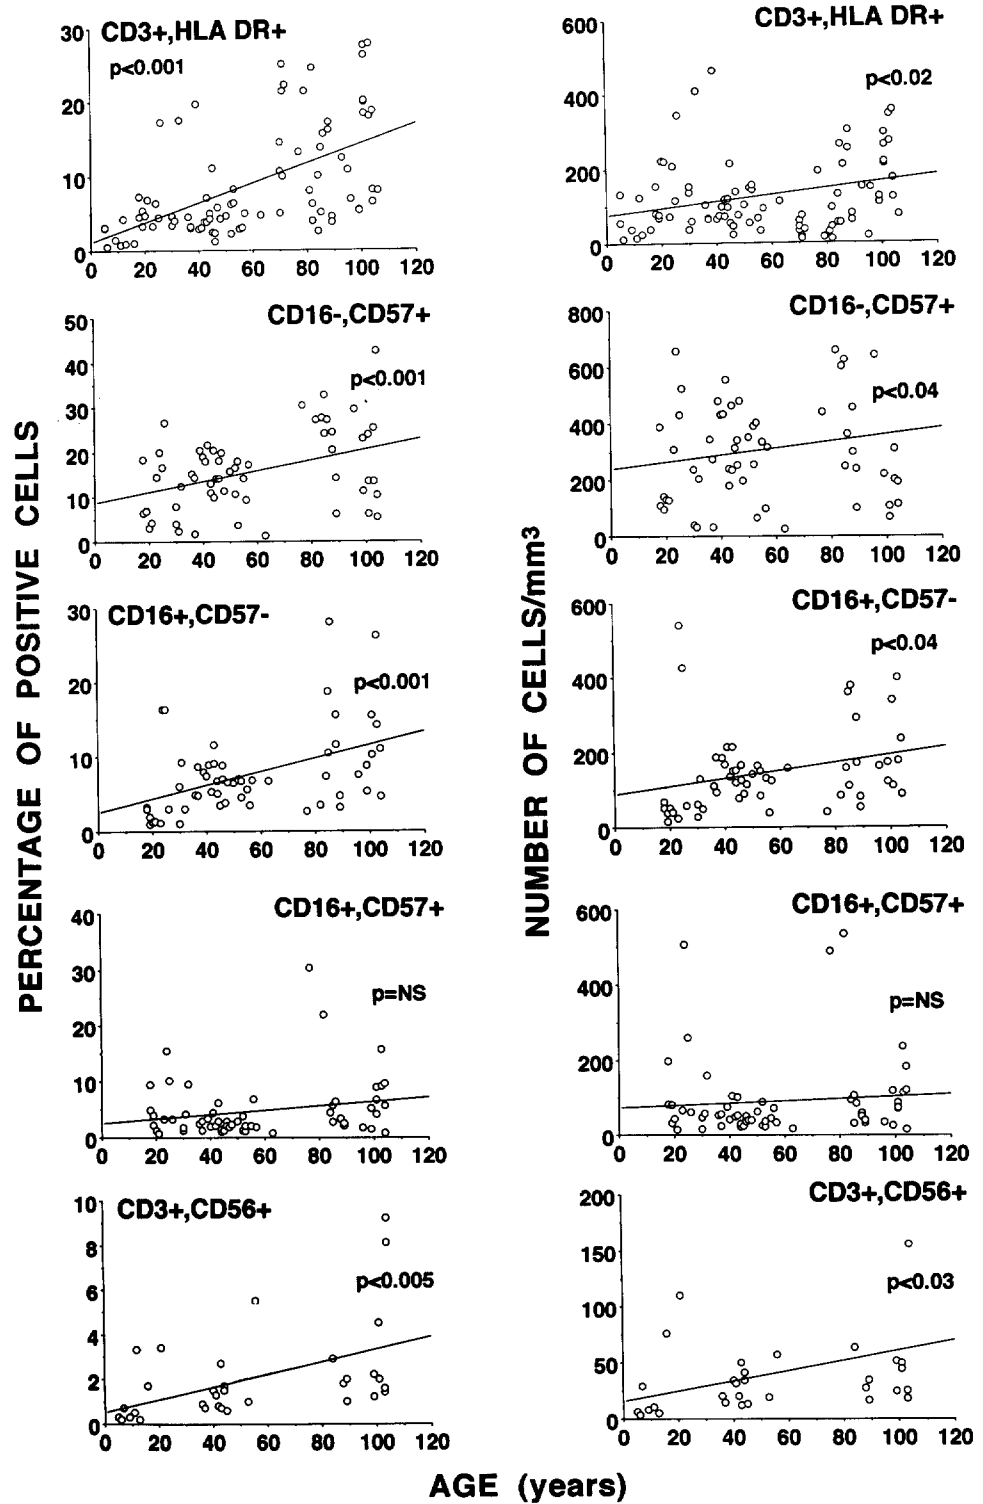 PERCENTAGE OF POSITIVE CELLS
NUMBER OF CELLS/mm³
CD3+,HLA DR+
p<0.001
30
20
10
0
0 20 40 60 80 100 120
CD3+,HLA DR+
p<0.02
600
400
200
0
0 20 40 60 80 100 120
CD16-,CD57+
p<0.001
50
40
30
20
10
0
0 20 40 60 80 100 120
CD16-,CD57+
p<0.04
800
600
400
200
0
0 20 40 60 80 100 120
CD16+,CD57-
p<0.001
30
20
10
0
0 20 40 60 80 100 120
CD16+,CD57-
p<0.04
600
400
200
0
0 20 40 60 80 100 120
CD16+,CD57+
p=NS
40
30
20
10
0
0 20 40 60 80 100 120
CD16+,CD57+
p=NS
600
400
200
0
0 20 40 60 80 100 120
CD3+,CD56+
p<0.005
10
8
6
4
2
0
0 20 40 60 80 100 120
CD3+,CD56+
p<0.03
200
150
100
50
0
0 20 40 60 80 100 120
AGE (years)